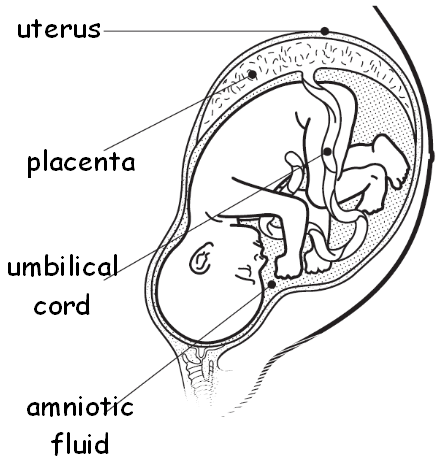 uterus
placenta
umbilical
cord
amniotic
fluid